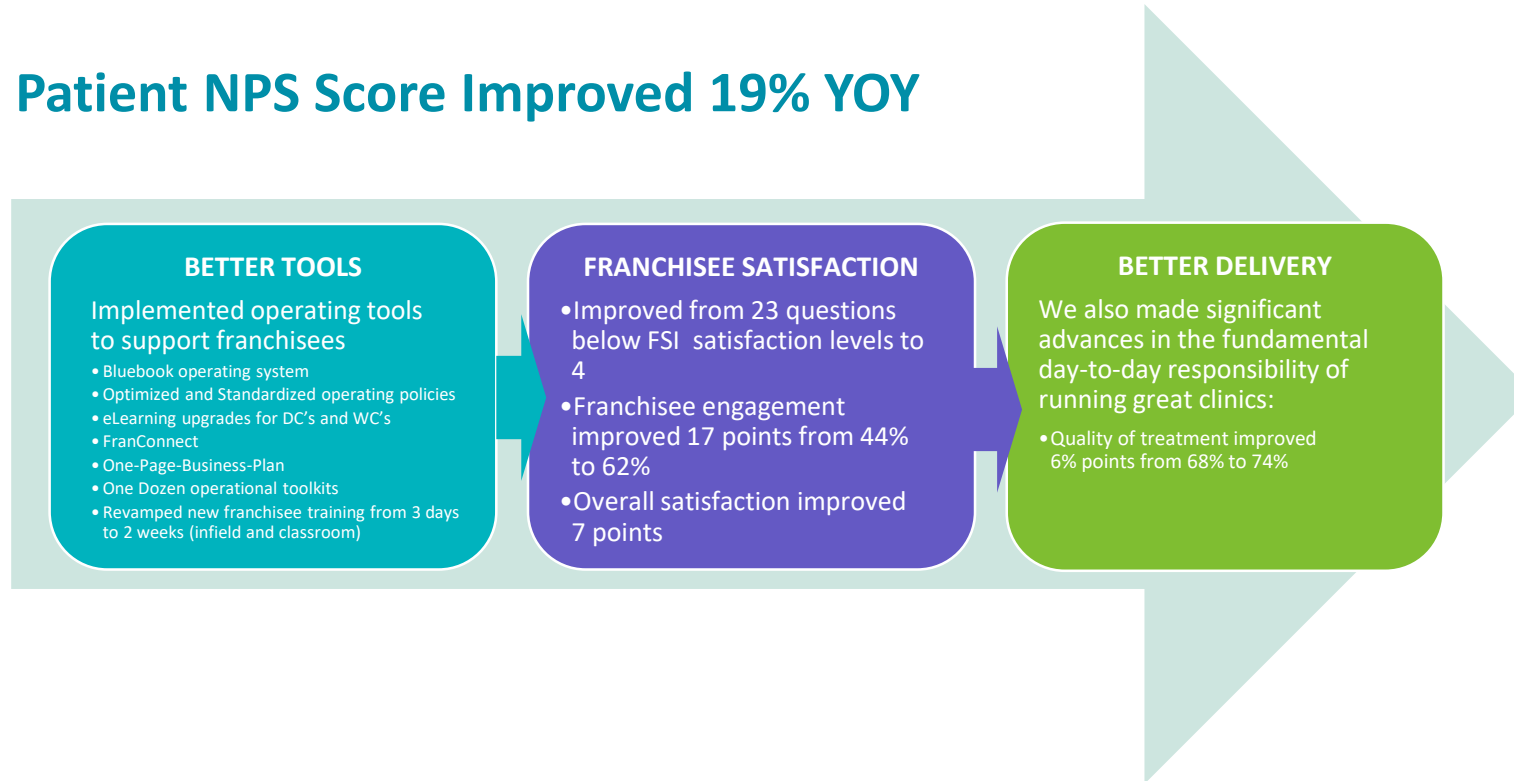 Patient NPS Score Improved 19% YOY
BETTER TOOLS
Implemented operating tools
to support franchisees
• Bluebook operating system
• Optimized and Standardized operating policies
• eLearning upgrades for DC's and WC's
• FranConnect
• One-Page-Business-Plan
• One Dozen operational toolkits
• Revamped new franchisee training from 3 days
to 2 weeks (infield and classroom)
FRANCHISEE SATISFACTION
•Improved from 23 questions
below FSI  satisfaction levels to
4
•Franchisee engagement
improved 17 points from 44%
to 62%
•Overall satisfaction improved
7 points
BETTER DELIVERY
We also made significant
advances in the fundamental
day-to-day responsibility of
running great clinics:
•Quality of treatment improved
6% points from 68% to 74%